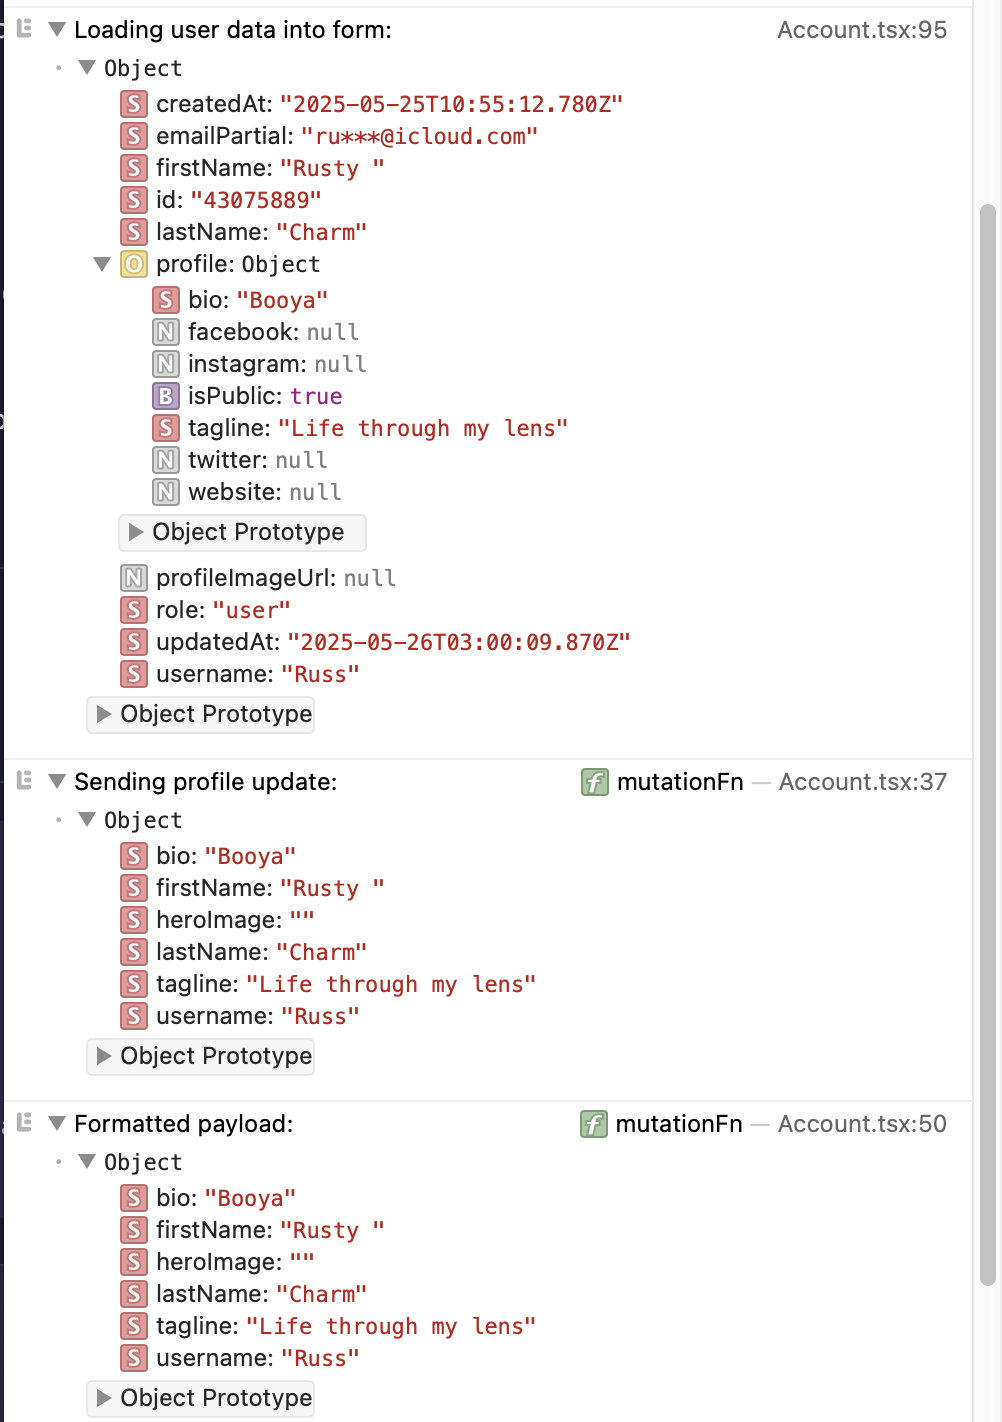 Loading user data into form: Account.tsx:95
Object
S createdAt: "2025-05-25T10:55:12.780Z"
S emailPartial: "ru***@icloud.com"
S firstName: "Rusty "
S id: "43075889"
S lastName: "Charm"
O profile: Object
S bio: "Booya"
N facebook: null
N instagram: null
B isPublic: true
S tagline: "Life through my lens"
N twitter: null
N website: null
Object Prototype
N profileImageUrl: null
S role: "user"
S updatedAt: "2025-05-26T03:00:09.870Z"
S username: "Russ"
Object Prototype
Sending profile update: f mutationFn — Account.tsx:37
Object
S bio: "Booya"
S firstName: "Rusty "
S heroImage: ""
S lastName: "Charm"
S tagline: "Life through my lens"
S username: "Russ"
Object Prototype
Formatted payload: f mutationFn — Account.tsx:50
Object
S bio: "Booya"
S firstName: "Rusty "
S heroImage: ""
S lastName: "Charm"
S tagline: "Life through my lens"
S username: "Russ"
Object Prototype